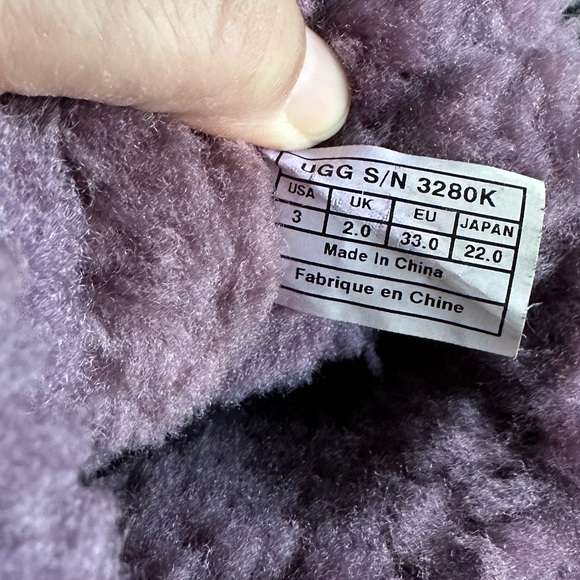 UGG S/N 3280K
USA UK EU JAPAN
3 2.0 33.0 22.0
Made In China
Fabrique en Chine